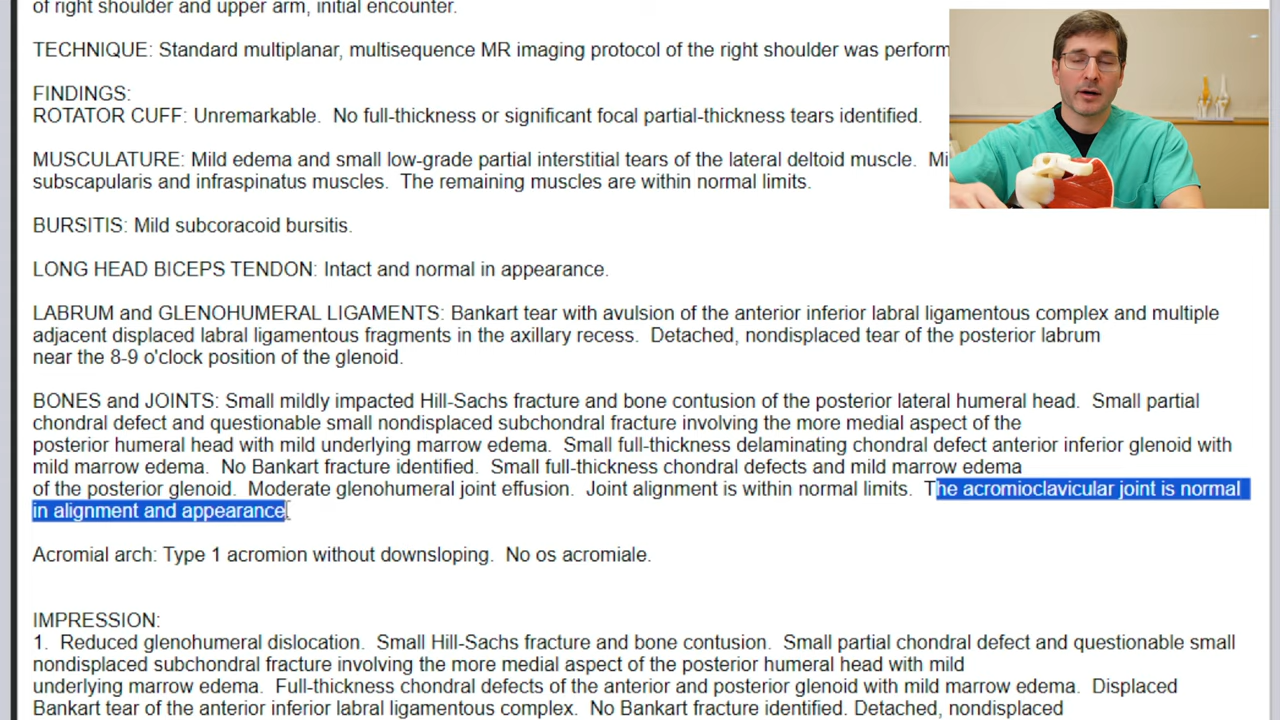 of right shoulder and upper arm, initial encounter.
TECHNIQUE: Standard multiplanar, multisequence MR imaging protocol of the right shoulder was perform
FINDINGS:
ROTATOR CUFF: Unremarkable.  No full-thickness or significant focal partial-thickness tears identified.
MUSCULATURE: Mild edema and small low-grade partial interstitial tears of the lateral deltoid muscle.  Mi
subscapularis and infraspinatus muscles.  The remaining muscles are within normal limits.
BURSITIS: Mild subcoracoid bursitis.
LONG HEAD BICEPS TENDON: Intact and normal in appearance.
LABRUM and GLENOHUMERAL LIGAMENTS: Bankart tear with avulsion of the anterior inferior labral ligamentous complex and multiple
adjacent displaced labral ligamentous fragments in the axillary recess.  Detached, nondisplaced tear of the posterior labrum
near the 8-9 o'clock position of the glenoid.
BONES and JOINTS: Small mildly impacted Hill-Sachs fracture and bone contusion of the posterior lateral humeral head.  Small partial
chondral defect and questionable small nondisplaced subchondral fracture involving the more medial aspect of the
posterior humeral head with mild underlying marrow edema.  Small full-thickness delaminating chondral defect anterior inferior glenoid with
mild marrow edema.  No Bankart fracture identified.  Small full-thickness chondral defects and mild marrow edema
of the posterior glenoid.  Moderate glenohumeral joint effusion.  Joint alignment is within normal limits.  The acromioclavicular joint is normal
in alignment and appearance.
Acromial arch: Type 1 acromion without downsloping.  No os acromiale.
IMPRESSION:
1.  Reduced glenohumeral dislocation.  Small Hill-Sachs fracture and bone contusion.  Small partial chondral defect and questionable small
nondisplaced subchondral fracture involving the more medial aspect of the posterior humeral head with mild
underlying marrow edema.  Full-thickness chondral defects of the anterior and posterior glenoid with mild marrow edema.  Displaced
Bankart tear of the anterior inferior labral ligamentous complex.  No Bankart fracture identified. Detached, nondisplaced